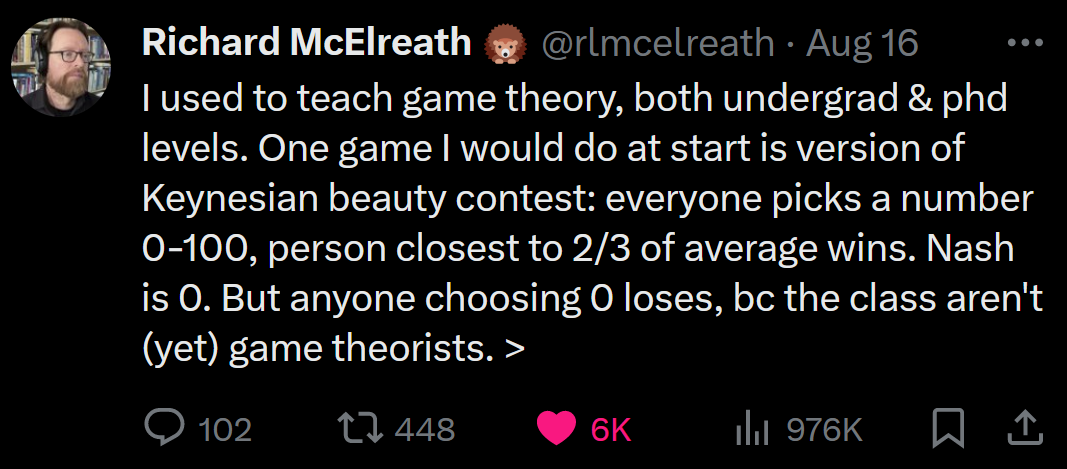 Richard McElreath 🦔 @rlmcelreath · Aug 16
I used to teach game theory, both undergrad & phd
levels. One game I would do at start is version of
Keynesian beauty contest: everyone picks a number
0-100, person closest to 2/3 of average wins. Nash
is 0. But anyone choosing 0 loses, bc the class aren't
(yet) game theorists. >
102 448 6K 976K